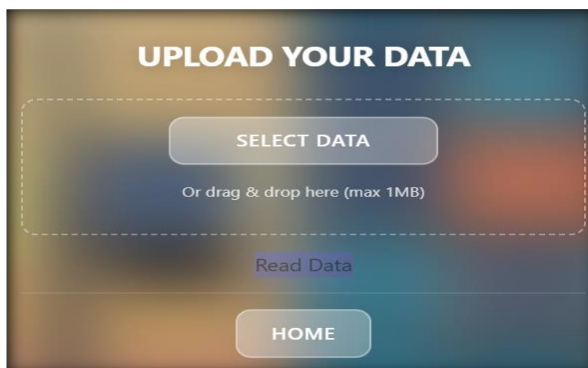 UPLOAD YOUR DATA
SELECT DATA
Or drag & drop here (max 1MB)
Read Data
HOME